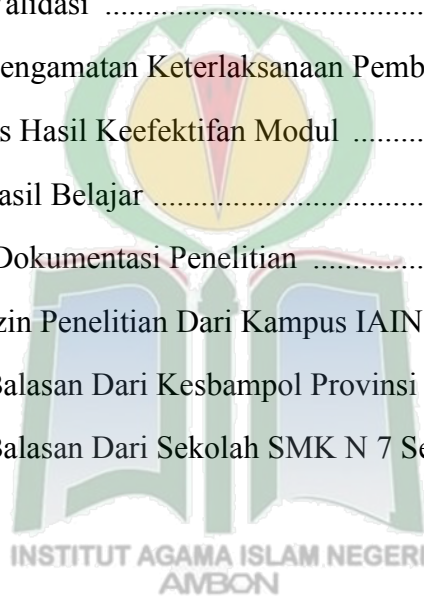 Validasi ........................................
engamatan Keterlaksanaan Pemb
s Hasil Keefektifan Modul ............
asil Belajar ...................................
Dokumentasi Penelitian ................
zin Penelitian Dari Kampus IAIN
Balasan Dari Kesbampol Provinsi
Balasan Dari Sekolah SMK N 7 Se
INSTITUT AGAMA ISLAM NEGERI
AMBON